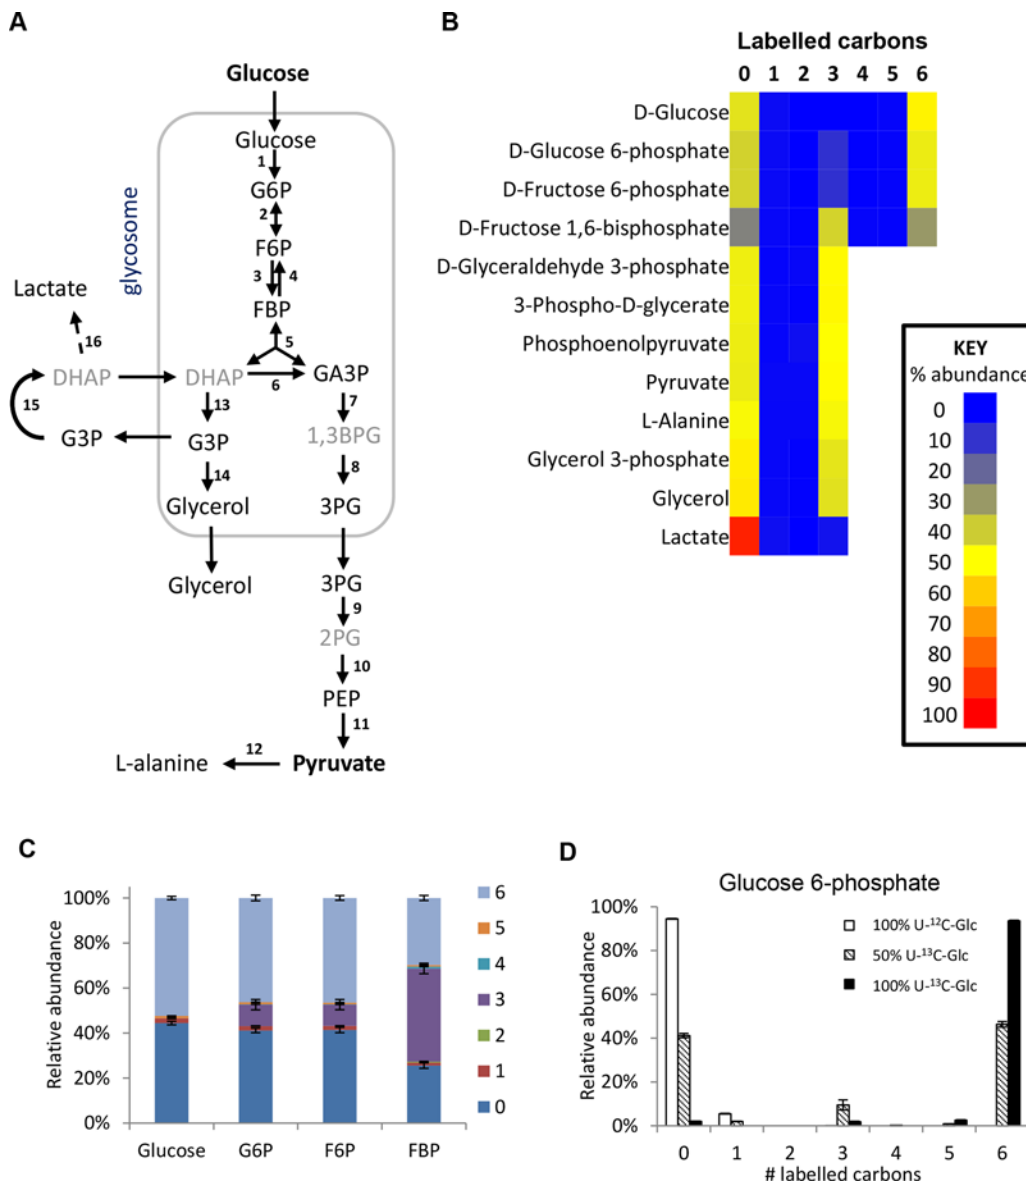 A
Glucose
glycosome
Glucose
1
G6P
2
F6P
3 4
FBP
5
Lactate
16
DHAP
DHAP
6
GA3P
15
13
7
G3P
G3P
1,3BPG
14
8
Glycerol
3PG
Glycerol
3PG
9
2PG
10
PEP
11
L-alanine
12
Pyruvate
B
Labelled carbons
0 1 2 3 4 5 6
D-Glucose
D-Glucose 6-phosphate
D-Fructose 6-phosphate
D-Fructose 1,6-bisphosphate
D-Glyceraldehyde 3-phosphate
3-Phospho-D-glycerate
Phosphoenolpyruvate
Pyruvate
L-Alanine
Glycerol 3-phosphate
Glycerol
Lactate
KEY
% abundance
0
10
20
30
40
50
60
70
80
90
100
C
Relative abundance
100%
80%
60%
40%
20%
0%
Glucose G6P F6P FBP
6
5
4
3
2
1
0
D
Glucose 6-phosphate
Relative abundance
100%
80%
60%
40%
20%
0%
100% U-¹²C-Glc
50% U-¹³C-Glc
100% U-¹³C-Glc
0 1 2 3 4 5 6
# labelled carbons